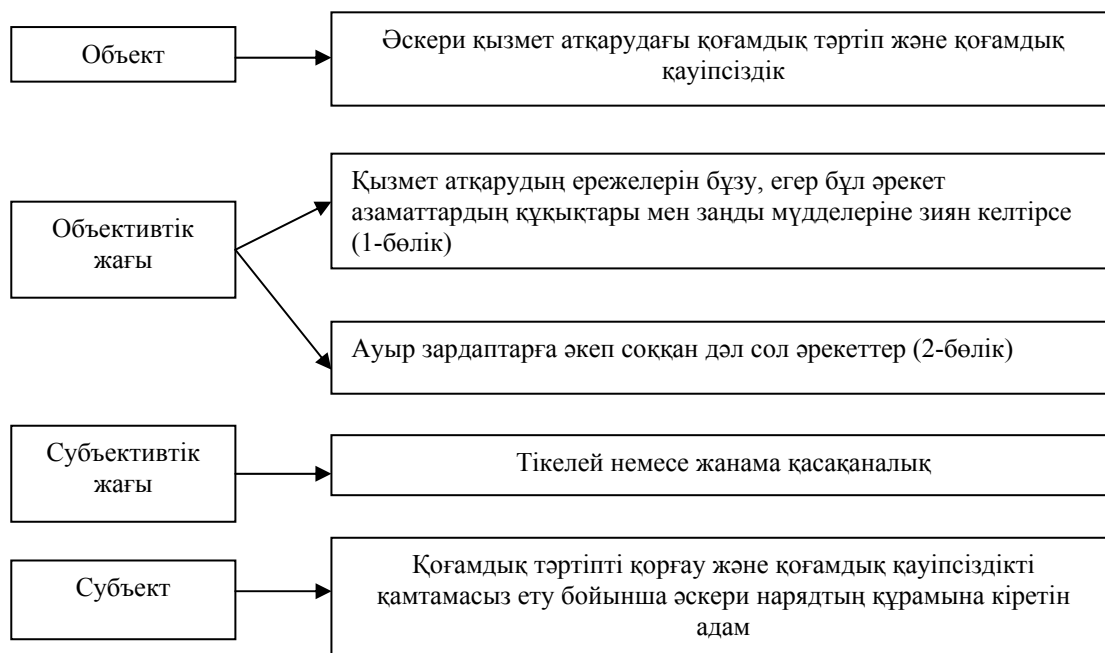 Объект
Әскери қызмет атқарудағы қоғамдық тәртіп және қоғамдық
қауіпсіздік
Объективтік
жағы
Қызмет атқарудың ережелерін бұзу, егер бұл әрекет
азаматтардың құқықтары мен заңды мүдделеріне зиян келтірсе
(1-бөлік)
Ауыр зардаптарға әкеп соққан дәл сол әрекеттер (2-бөлік)
Субъективтік
жағы
Тікелей немесе жанама қасақаналық
Субъект
Қоғамдық тәртіпті қорғау және қоғамдық қауіпсіздікті
қамтамасыз ету бойынша әскери нарядтың құрамына кіретін
адам